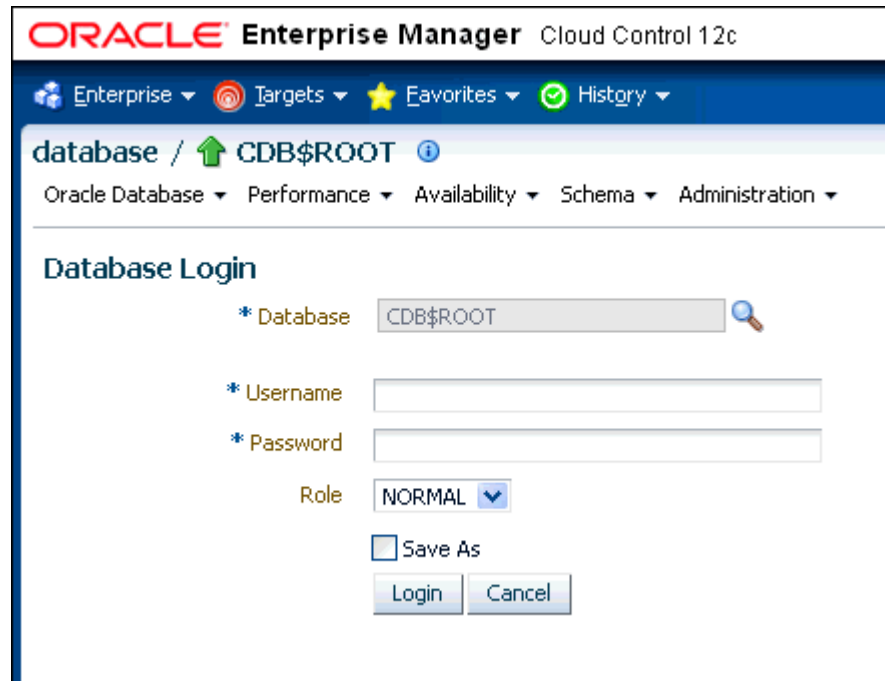 ORACLE Enterprise Manager Cloud Control 12c
Enterprise Targets Favorites History
database / CDB$ROOT
Oracle Database Performance Availability Schema Administration
Database Login
* Database CDB$ROOT
* Username
* Password
Role NORMAL
Save As
Login Cancel